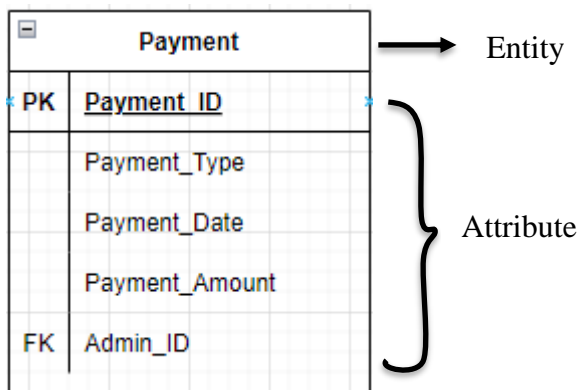 Payment
Entity
PK Payment_ID
Payment_Type
Payment_Date
Attribute
Payment_Amount
FK Admin_ID